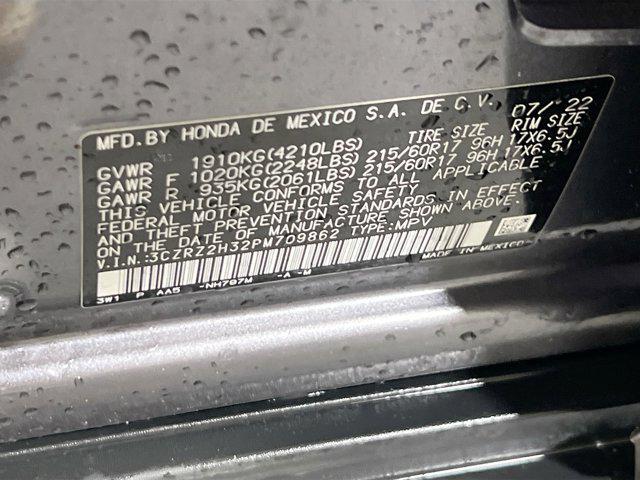 MFD. BY HONDA DE MEXICO S.A. DE C.V. 07/ 22
TIRE SIZE RIM SIZE
GVWR 1910KG(4210LBS)
GAWR F 1020KG(2248LBS) 215/60R17 96H 17X6.5J
GAWR R 935KG(2061LBS) 215/60R17 96H 17X6.5J
THIS VEHICLE CONFORMS TO ALL APPLICABLE
FEDERAL MOTOR VEHICLE SAFETY
AND THEFT PREVENTION STANDARDS IN EFFECT
ON THE DATE OF MANUFACTURE SHOWN ABOVE.
V.I.N.:3CZRZ2H32PM709862 TYPE:MPV
MADE IN MEXICO
3W1 P AA5 -NH797M -A-M